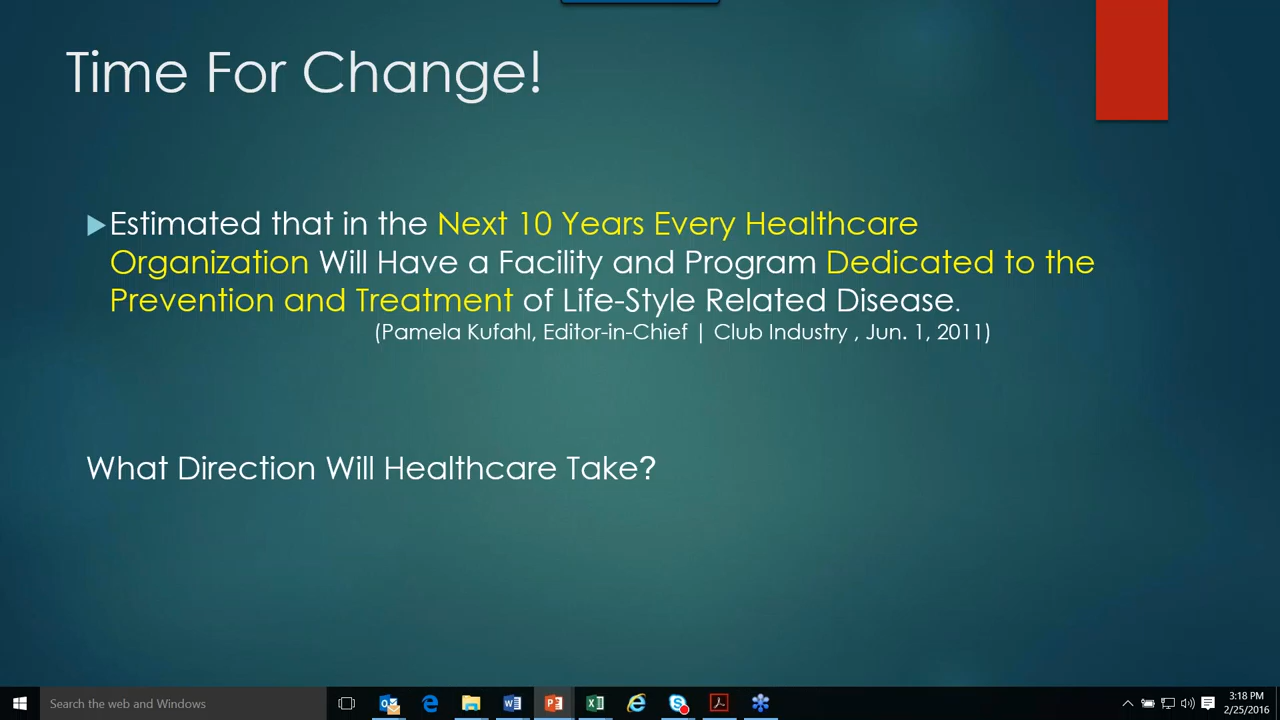 Time For Change!
Estimated that in the Next 10 Years Every Healthcare
Organization Will Have a Facility and Program Dedicated to the
Prevention and Treatment of Life-Style Related Disease.
(Pamela Kufahl, Editor-in-Chief | Club Industry , Jun. 1, 2011)
What Direction Will Healthcare Take?
Search the web and Windows
3:18 PM
2/25/2016